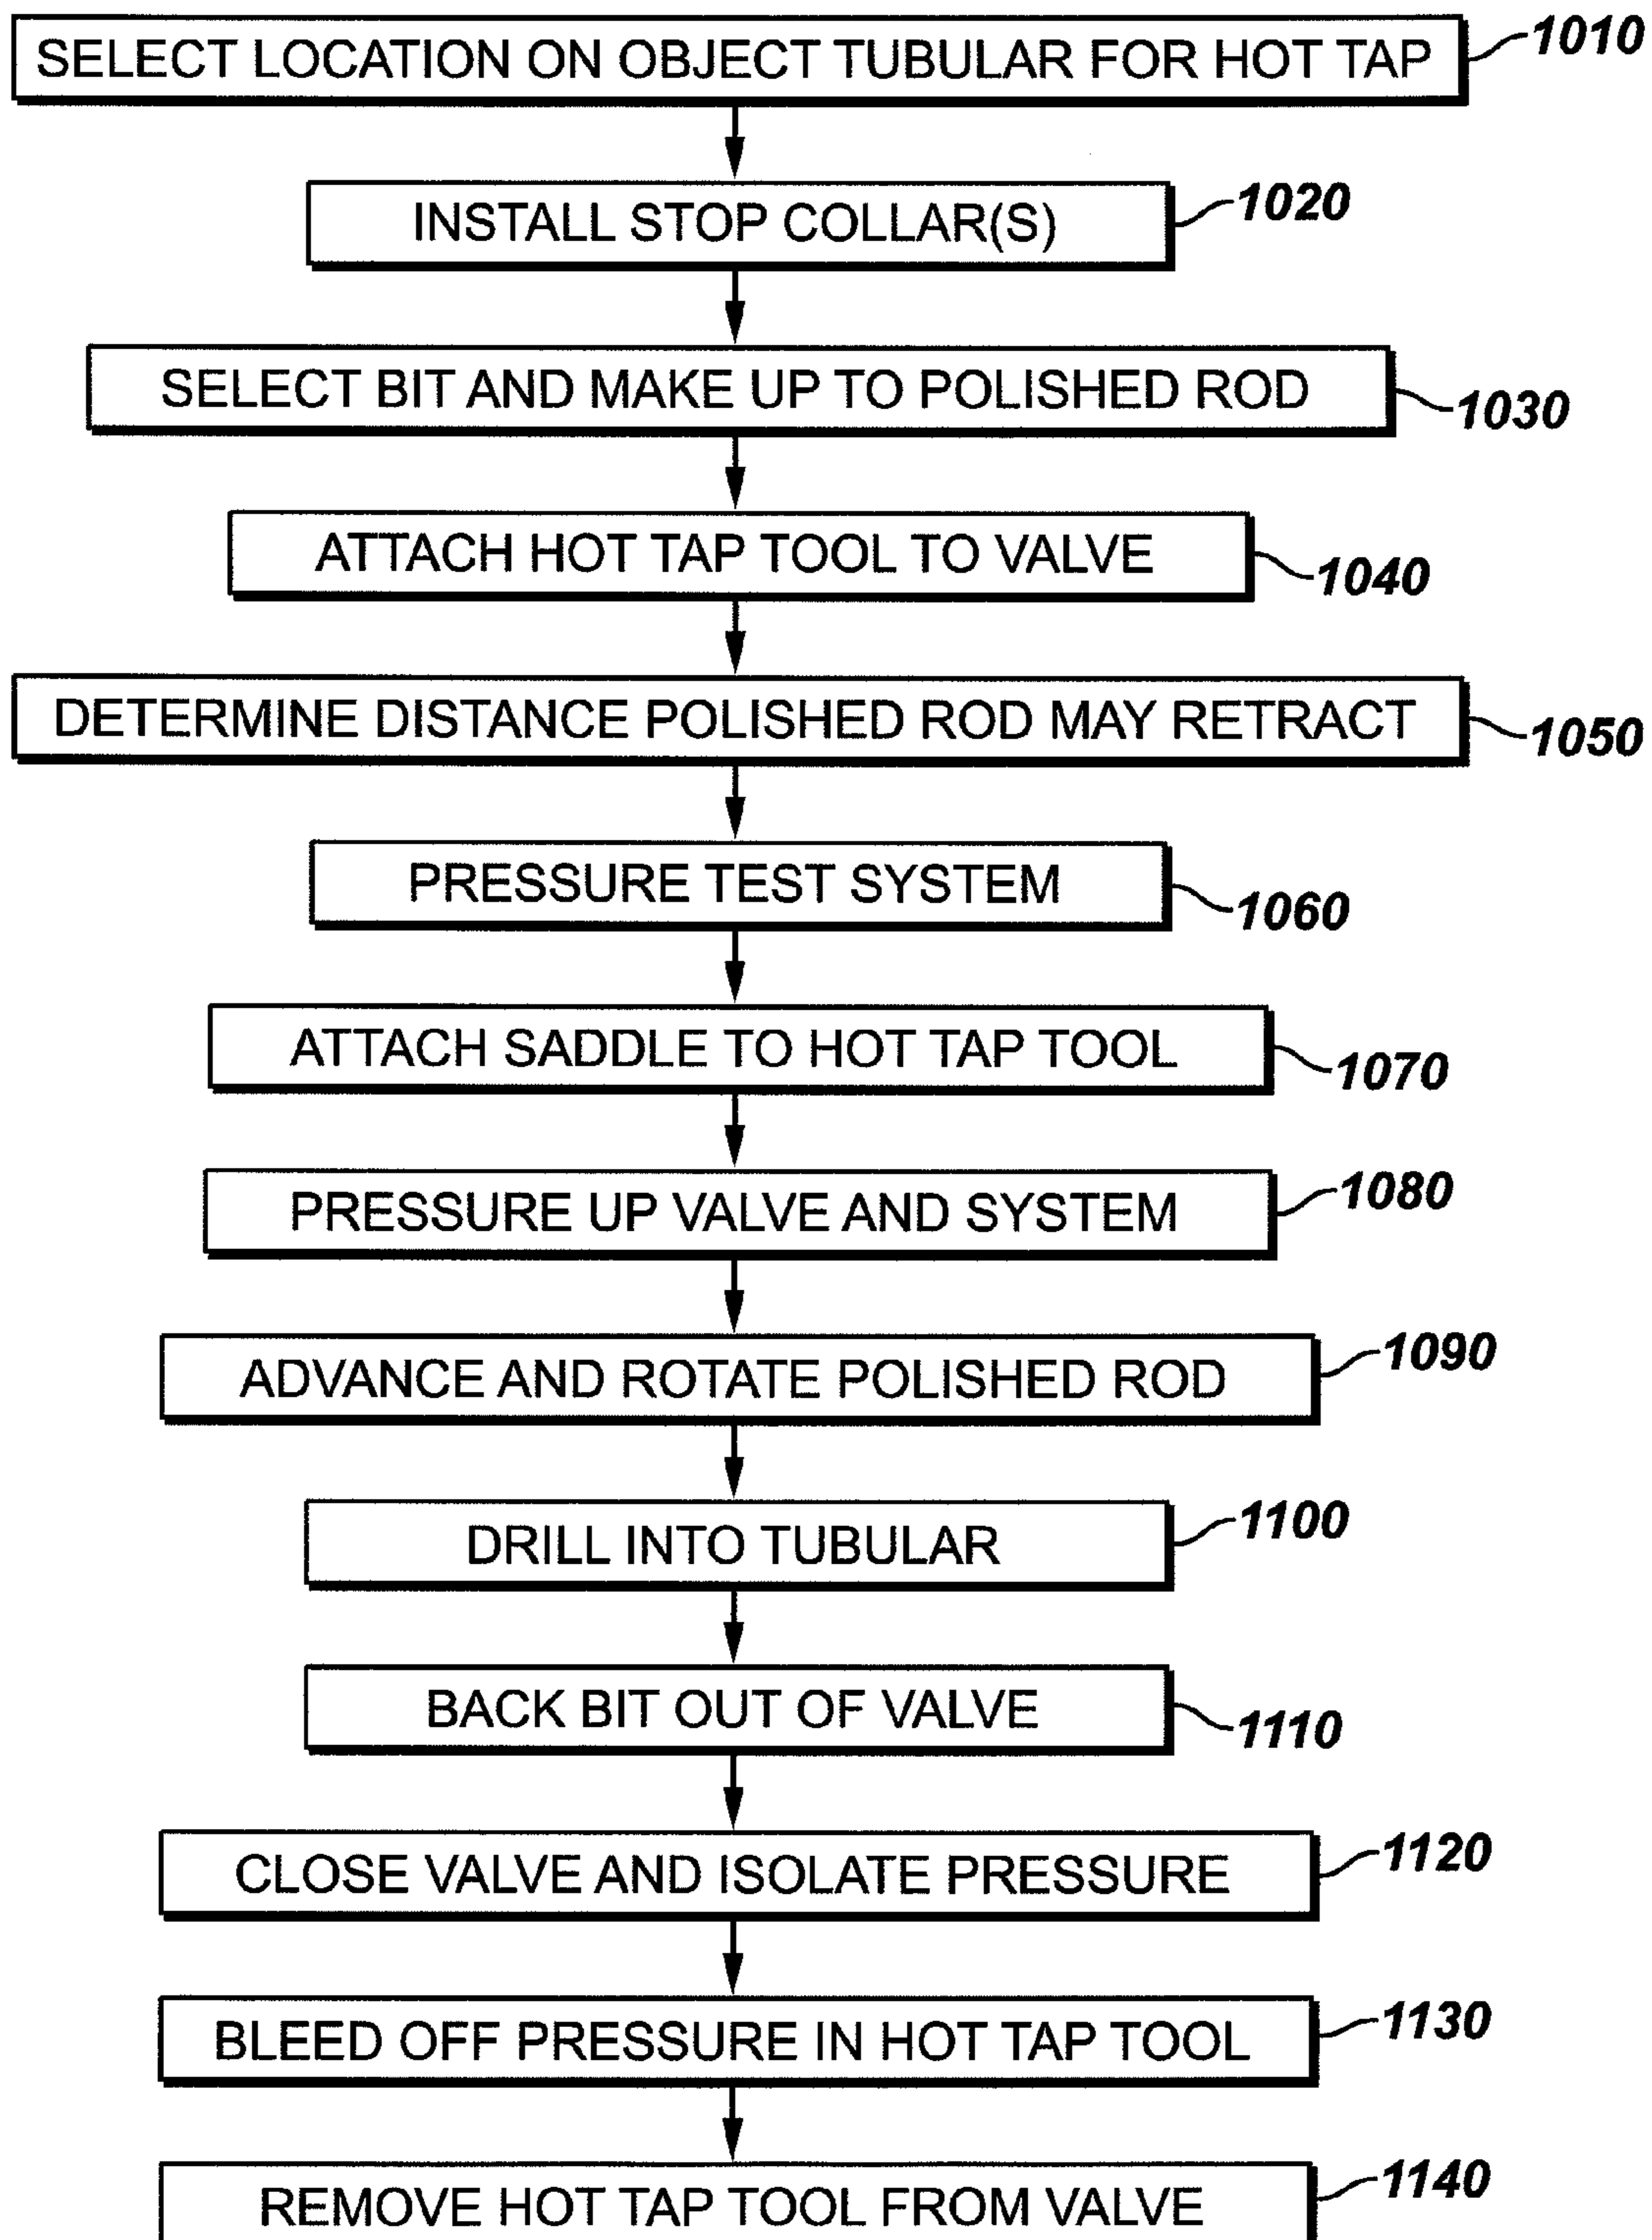 SELECT LOCATION ON OBJECT TUBULAR FOR HOT TAP 1010
INSTALL STOP COLLAR(S) 1020
SELECT BIT AND MAKE UP TO POLISHED ROD 1030
ATTACH HOT TAP TOOL TO VALVE 1040
DETERMINE DISTANCE POLISHED ROD MAY RETRACT 1050
PRESSURE TEST SYSTEM 1060
ATTACH SADDLE TO HOT TAP TOOL 1070
PRESSURE UP VALVE AND SYSTEM 1080
ADVANCE AND ROTATE POLISHED ROD 1090
DRILL INTO TUBULAR 1100
BACK BIT OUT OF VALVE 1110
CLOSE VALVE AND ISOLATE PRESSURE 1120
BLEED OFF PRESSURE IN HOT TAP TOOL 1130
REMOVE HOT TAP TOOL FROM VALVE 1140